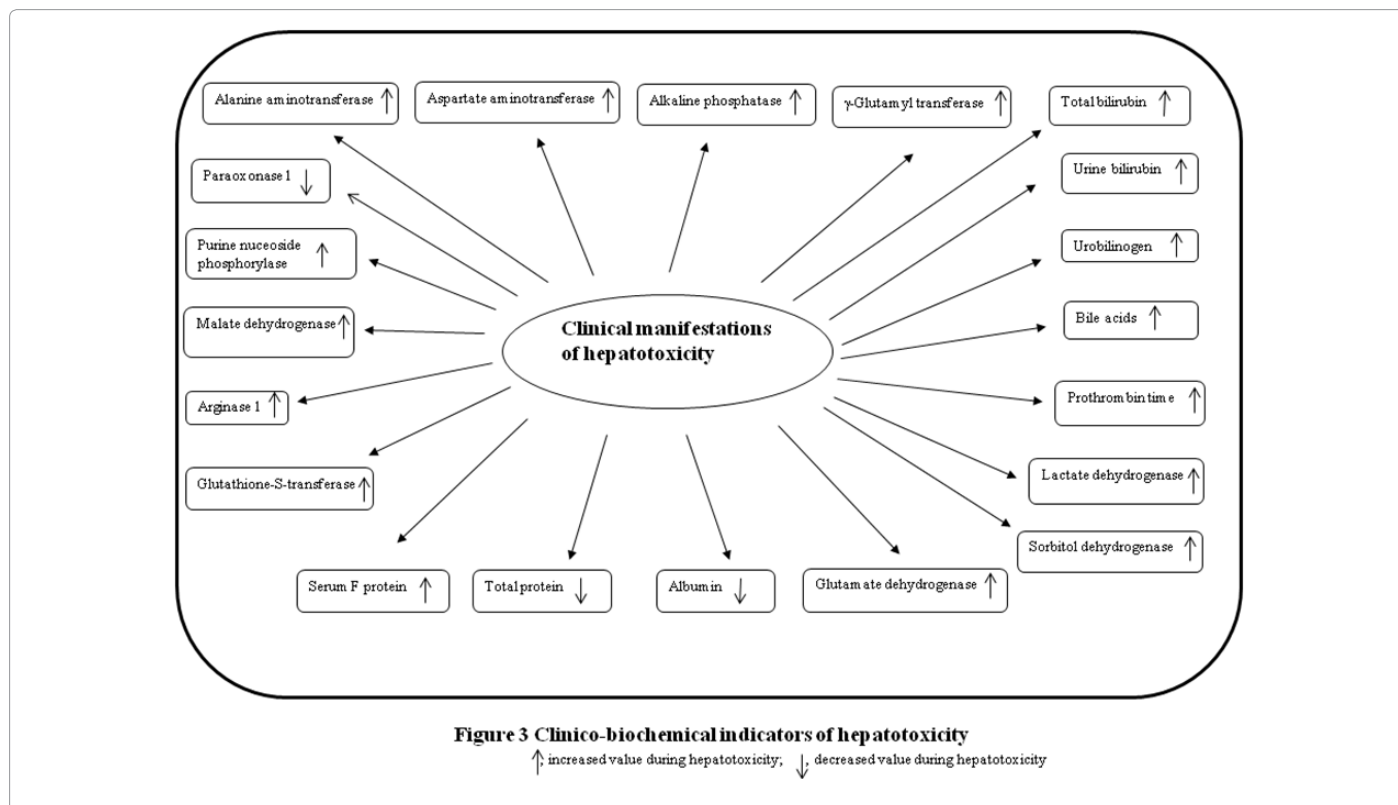 Alanine aminotransferase ↑
Aspartate aminotransferase ↑
Alkaline phosphatase ↑
γ-Glutamyl transferase ↑
Total bilirubin ↑
Paraoxonase 1 ↓
Urine bilirubin ↑
Purine nuceoside
phosphorylase ↑
Urobilinogen ↑
Malate dehydrogenase ↑
Bile acids ↑
Clinical manifestations
of hepatotoxicity
Arginase 1 ↑
Prothrombin time ↑
Glutathione-S-transferase ↑
Lactate dehydrogenase ↑
Sorbitol dehydrogenase ↑
Serum F protein ↑
Total protein ↓
Albumin ↓
Glutamate dehydrogenase ↑
Figure 3 Clinico-biochemical indicators of hepatotoxicity
↑, increased value during hepatotoxicity; ↓, decreased value during hepatotoxicity